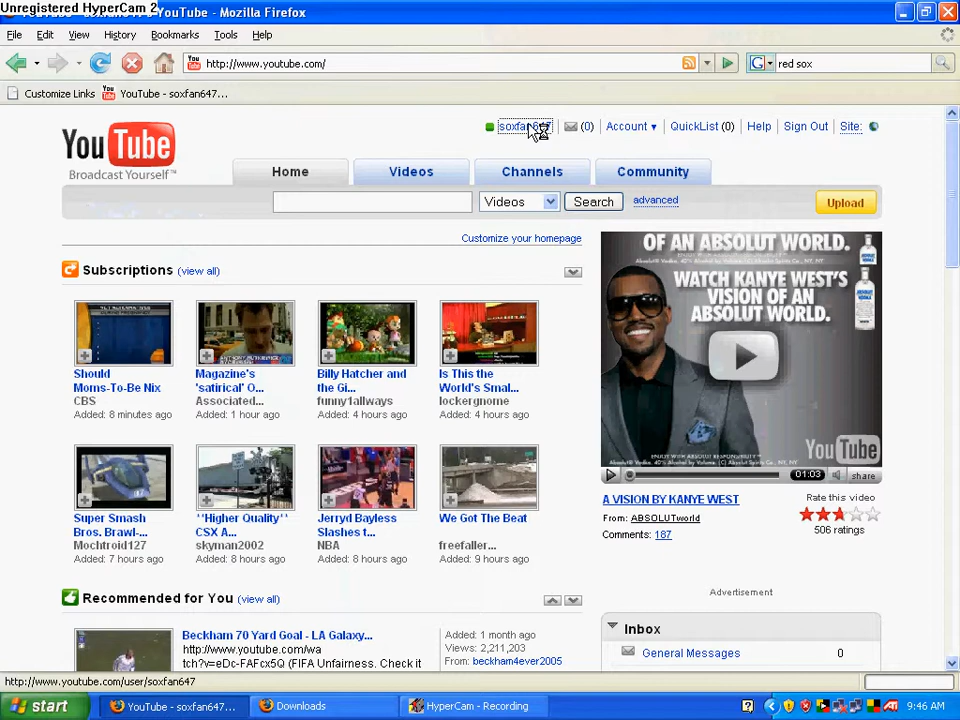 Unregistered HyperCam 2
YouTube - Mozilla Firefox
File Edit View History Bookmarks Tools Help
http://www.youtube.com/
red sox
Customize Links YouTube - soxfan647...
You Tube
Broadcast Yourself™
soxfan647 (0) Account QuickList (0) Help Sign Out Site:
Home Videos Channels Community
Videos Search advanced Upload
Customize your homepage
Subscriptions (view all)
Should Moms-To-Be Nix
CBS
Added: 8 minutes ago
Magazine's 'satirical' O...
Associated...
Added: 1 hour ago
Billy Hatcher and the Gi...
funny1allways
Added: 4 hours ago
Is This the World's Smal...
lockergnome
Added: 4 hours ago
Super Smash Bros. Brawl-...
Mochtroid127
Added: 7 hours ago
**Higher Quality** CSX A...
skyman2002
Added: 8 hours ago
Jerryd Bayless Slashes t...
NBA
Added: 8 hours ago
We Got The Beat
freefaller...
Added: 9 hours ago
OF AN ABSOLUT WORLD.
WATCH KANYE WEST'S
VISION OF AN
ABSOLUT WORLD.
YouTube
01:03 share
A VISION BY KANYE WEST
From: ABSOLUTworld
Comments: 187
Rate this video
506 ratings
Advertisement
Inbox
General Messages 0
Recommended for You (view all)
Beckham 70 Yard Goal - LA Galaxy...
http://www.youtube.com/wa
tch?v=eDc-FAFcx5Q (FIFA Unfairness. Check it
Added: 1 month ago
Views: 2,211,203
From: beckham4ever2005
http://www.youtube.com/user/soxfan647
start YouTube - soxfan647... Downloads HyperCam - Recording 9:46 AM